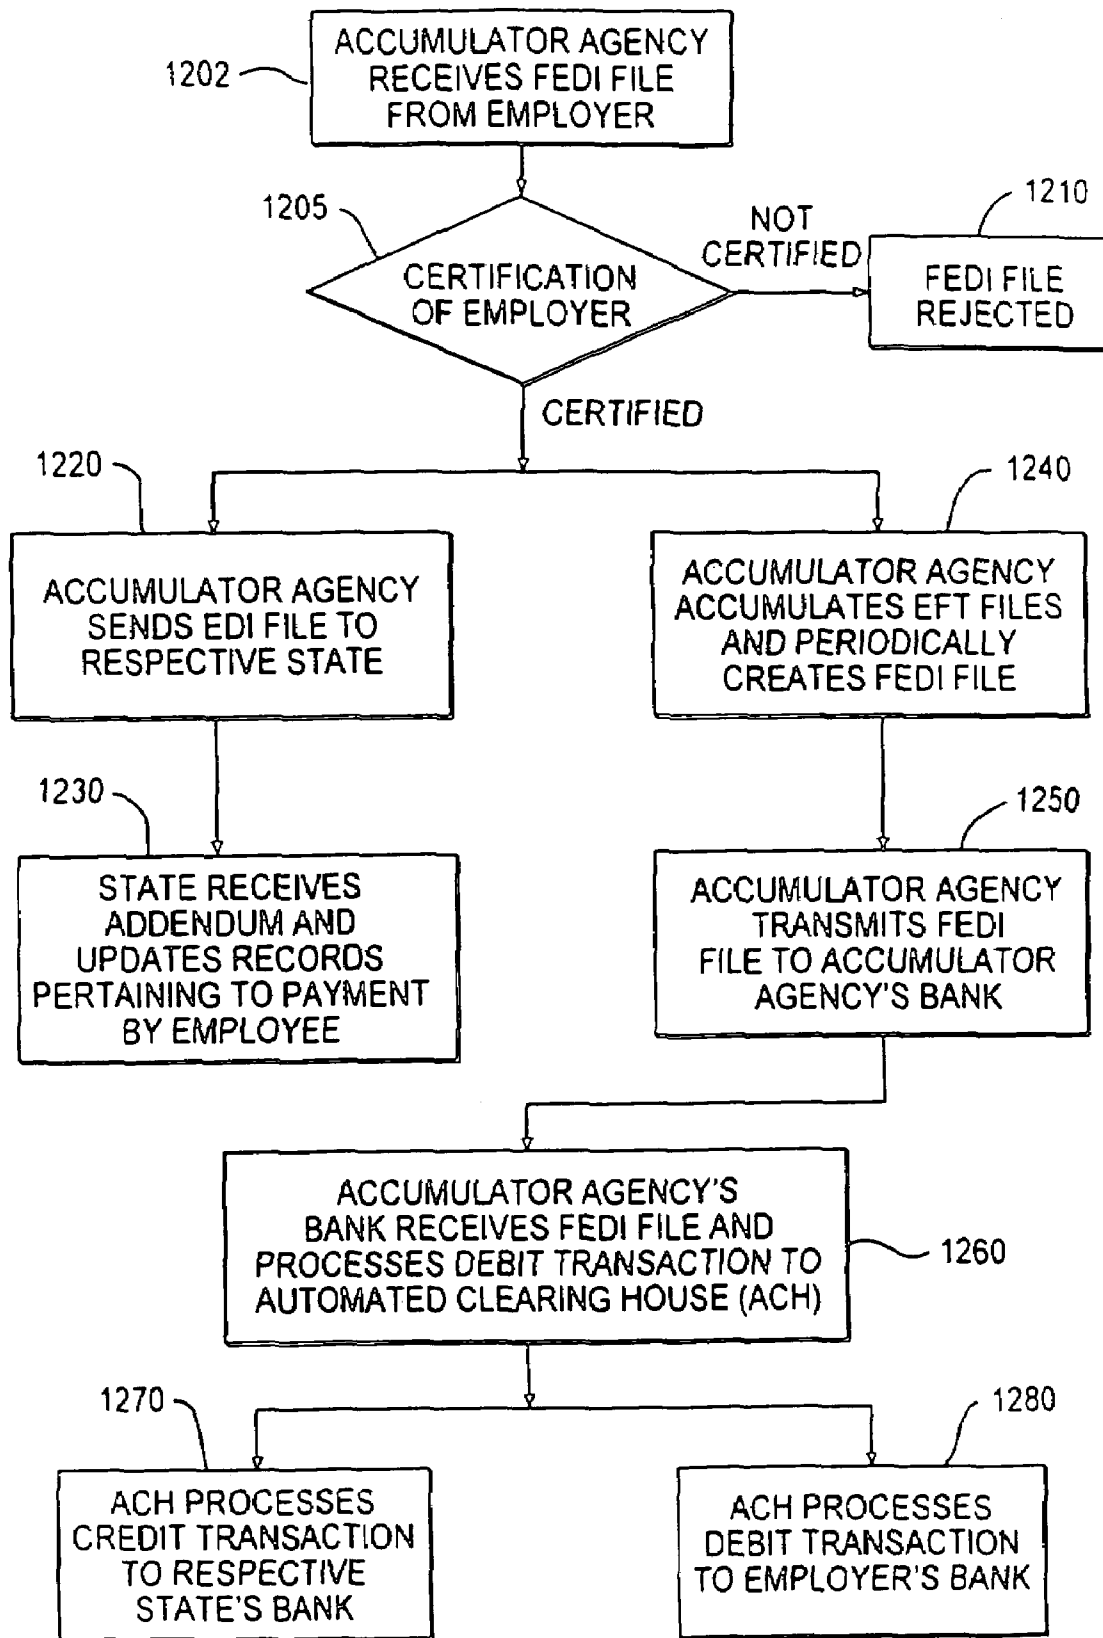 ACCUMULATOR AGENCY
RECEIVES FEDI FILE
FROM EMPLOYER
1202
1205
CERTIFICATION
OF EMPLOYER
NOT
CERTIFIED
1210
FEDI FILE
REJECTED
CERTIFIED
1220
ACCUMULATOR AGENCY
SENDS EDI FILE TO
RESPECTIVE STATE
1240
ACCUMULATOR AGENCY
ACCUMULATES EFT FILES
AND PERIODICALLY
CREATES FEDI FILE
1230
STATE RECEIVES
ADDENDUM AND
UPDATES RECORDS
PERTAINING TO PAYMENT
BY EMPLOYEE
1250
ACCUMULATOR AGENCY
TRANSMITS FEDI
FILE TO ACCUMULATOR
AGENCY'S BANK
ACCUMULATOR AGENCY'S
BANK RECEIVES FEDI FILE AND
PROCESSES DEBIT TRANSACTION TO
AUTOMATED CLEARING HOUSE (ACH)
1260
1270
ACH PROCESSES
CREDIT TRANSACTION
TO RESPECTIVE
STATE'S BANK
1280
ACH PROCESSES
DEBIT TRANSACTION
TO EMPLOYER'S BANK